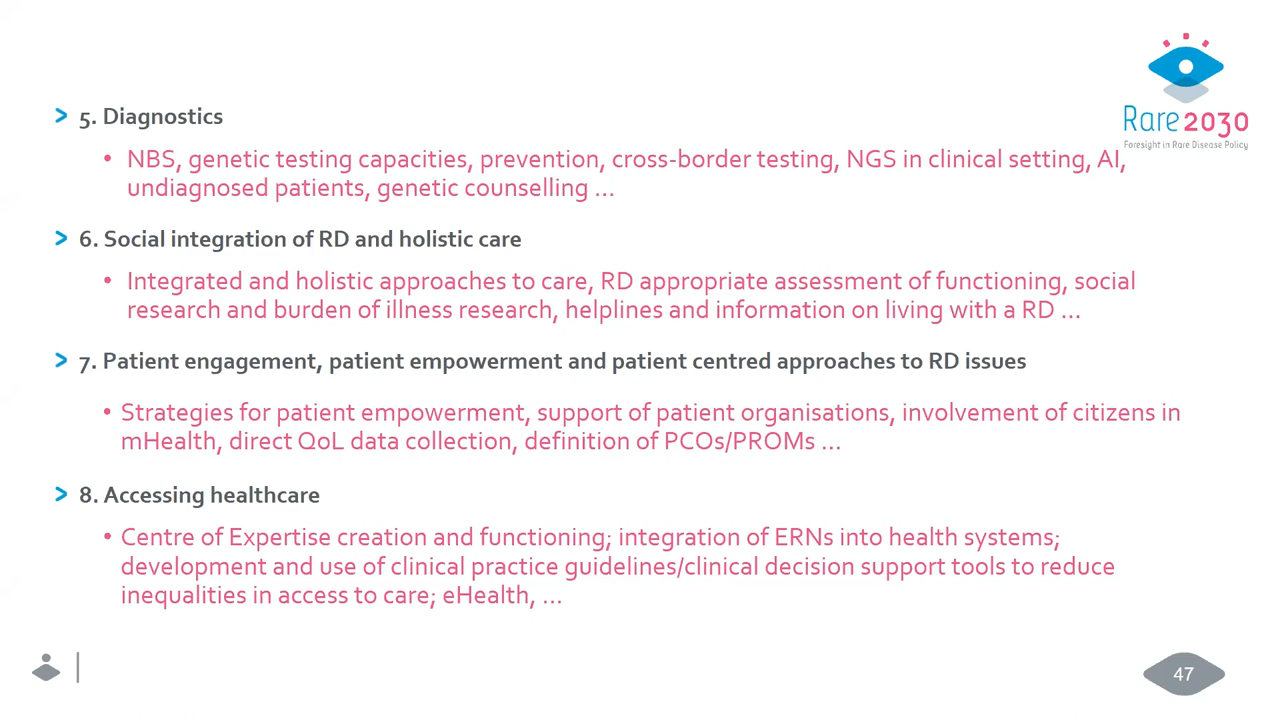 Rare2030
Foresight in Rare Disease Policy
> 5. Diagnostics
• NBS, genetic testing capacities, prevention, cross-border testing, NGS in clinical setting, AI,
undiagnosed patients, genetic counselling ...
> 6. Social integration of RD and holistic care
• Integrated and holistic approaches to care, RD appropriate assessment of functioning, social
research and burden of illness research, helplines and information on living with a RD ...
> 7. Patient engagement, patient empowerment and patient centred approaches to RD issues
• Strategies for patient empowerment, support of patient organisations, involvement of citizens in
mHealth, direct QoL data collection, definition of PCOs/PROMs ...
> 8. Accessing healthcare
• Centre of Expertise creation and functioning; integration of ERNs into health systems;
development and use of clinical practice guidelines/clinical decision support tools to reduce
inequalities in access to care; eHealth, ...
47